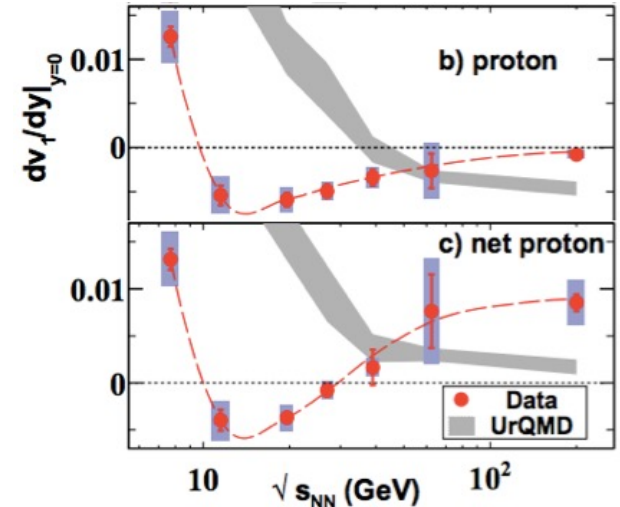 0.01
b) proton
dv₁/dy|y=0
0
c) net proton
0.01
0
Data
UrQMD
10
√ sNN (GeV)
10²